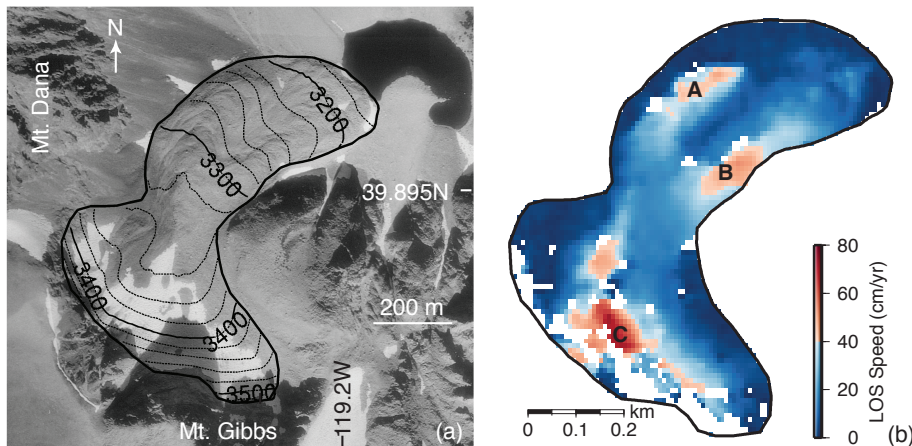 N
Mt. Dana
3200
3300
39.895N
3400
3400
200 m
3500
-119.2W
Mt. Gibbs
(a)
A
B
C
80
60
40
20
0
LOS Speed (cm/yr)
km
0 0.1 0.2
(b)